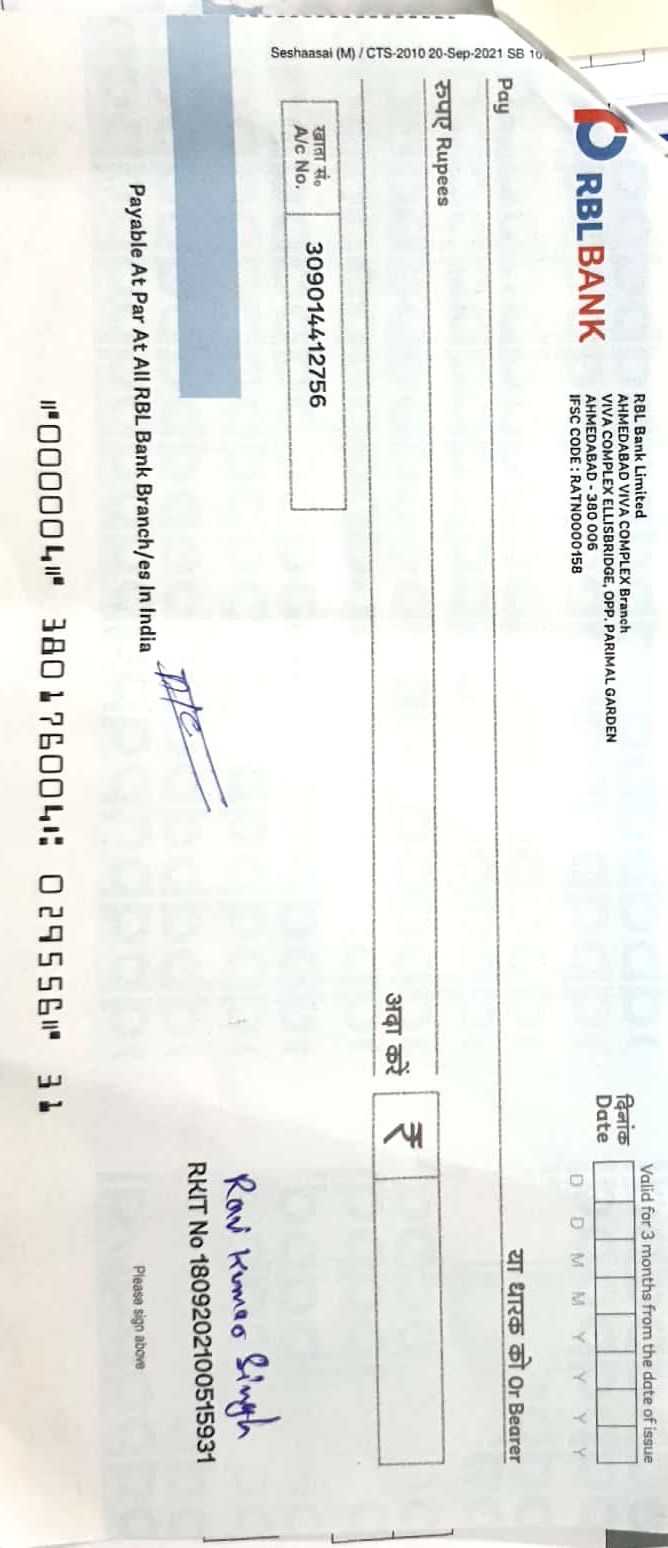 Seshaasai (M) / CTS-2010 20-Sep-2021 SB
RBL BANK
RBL Bank Limited
AHMEDABAD VIVA COMPLEX Branch
VIVA COMPLEX ELLISBRIDGE, OPP. PARIMAL GARDEN
AHMEDABAD - 380 006
IFSC CODE : RATN0000158
Valid for 3 months from the date of issue
दिनांक
Date
D D M M Y Y Y Y
Pay
या धारक को Or Bearer
रुपए Rupees
अदा करें
₹
खाता सं.
A/c No.
309014412756
Ravi Kumar Singh
RKIT No 1809202100515931
Payable At Par At All RBL Bank Branch/es In India
Please sign above
⑈000004⑈ 380176004⑆ 029556⑈ 31